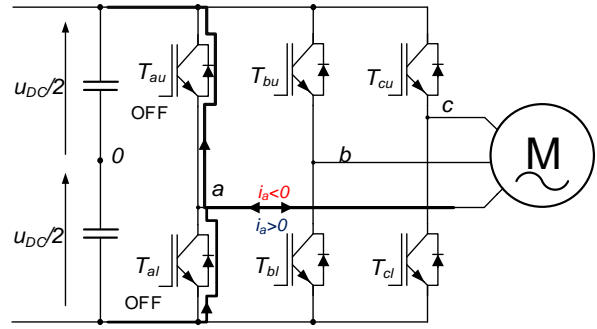 u_DC/2
T_au
OFF
T_bu
T_cu
c
0
b
M
a
i_a<0
i_a>0
u_DC/2
T_al
OFF
T_bl
T_cl